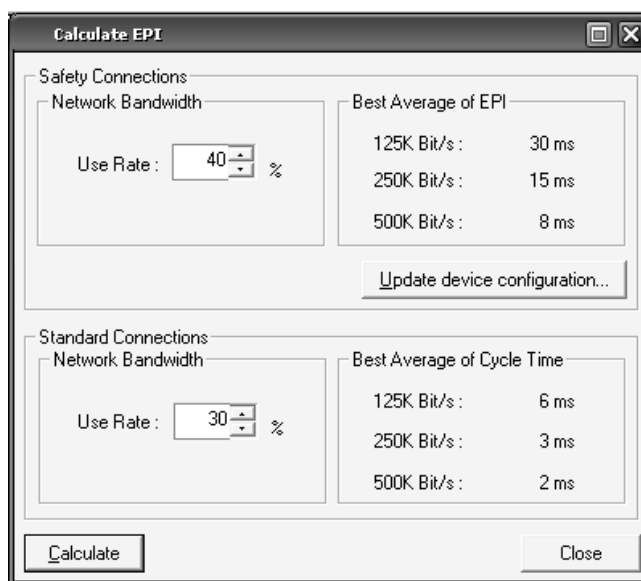 Calculate EPI
Safety Connections
Network Bandwidth
Use Rate : 40 %
Best Average of EPI
125K Bit/s : 30 ms
250K Bit/s : 15 ms
500K Bit/s : 8 ms
Update device configuration...
Standard Connections
Network Bandwidth
Use Rate : 30 %
Best Average of Cycle Time
125K Bit/s : 6 ms
250K Bit/s : 3 ms
500K Bit/s : 2 ms
Calculate
Close